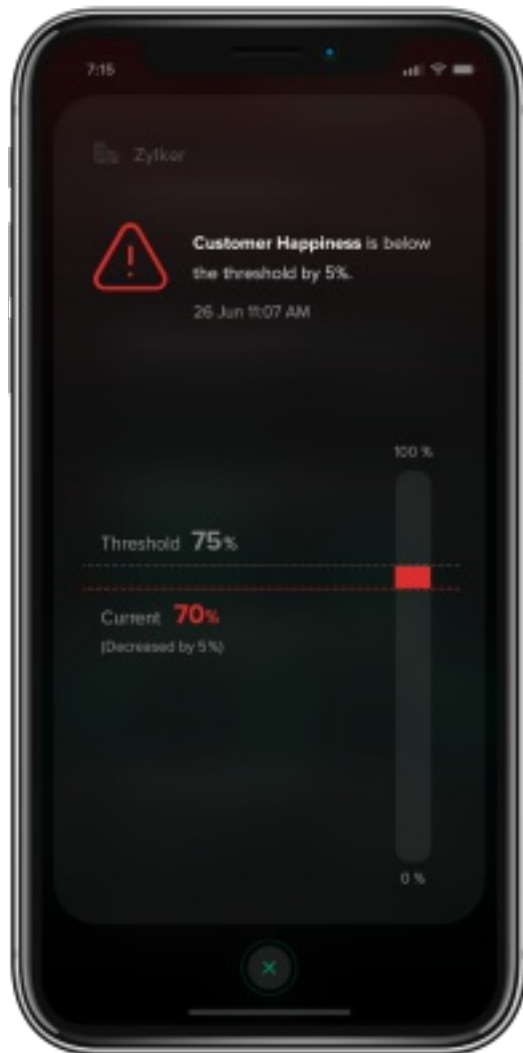 7:15
Zylker
Customer Happiness is below
the threshold by 5%.
26 Jun 11:07 AM
100 %
Threshold 75%
Current 70%
(Decreased by 5%)
0 %